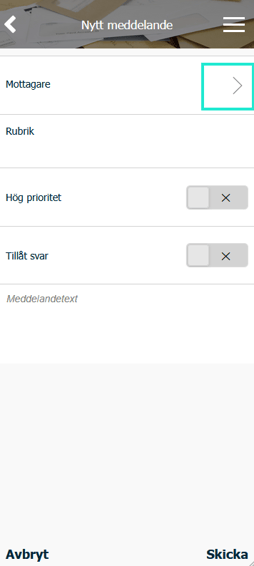 Nytt meddelande
Mottagare
Rubrik
Hög prioritet
Tillåt svar
Meddelandetext
Avbryt Skicka